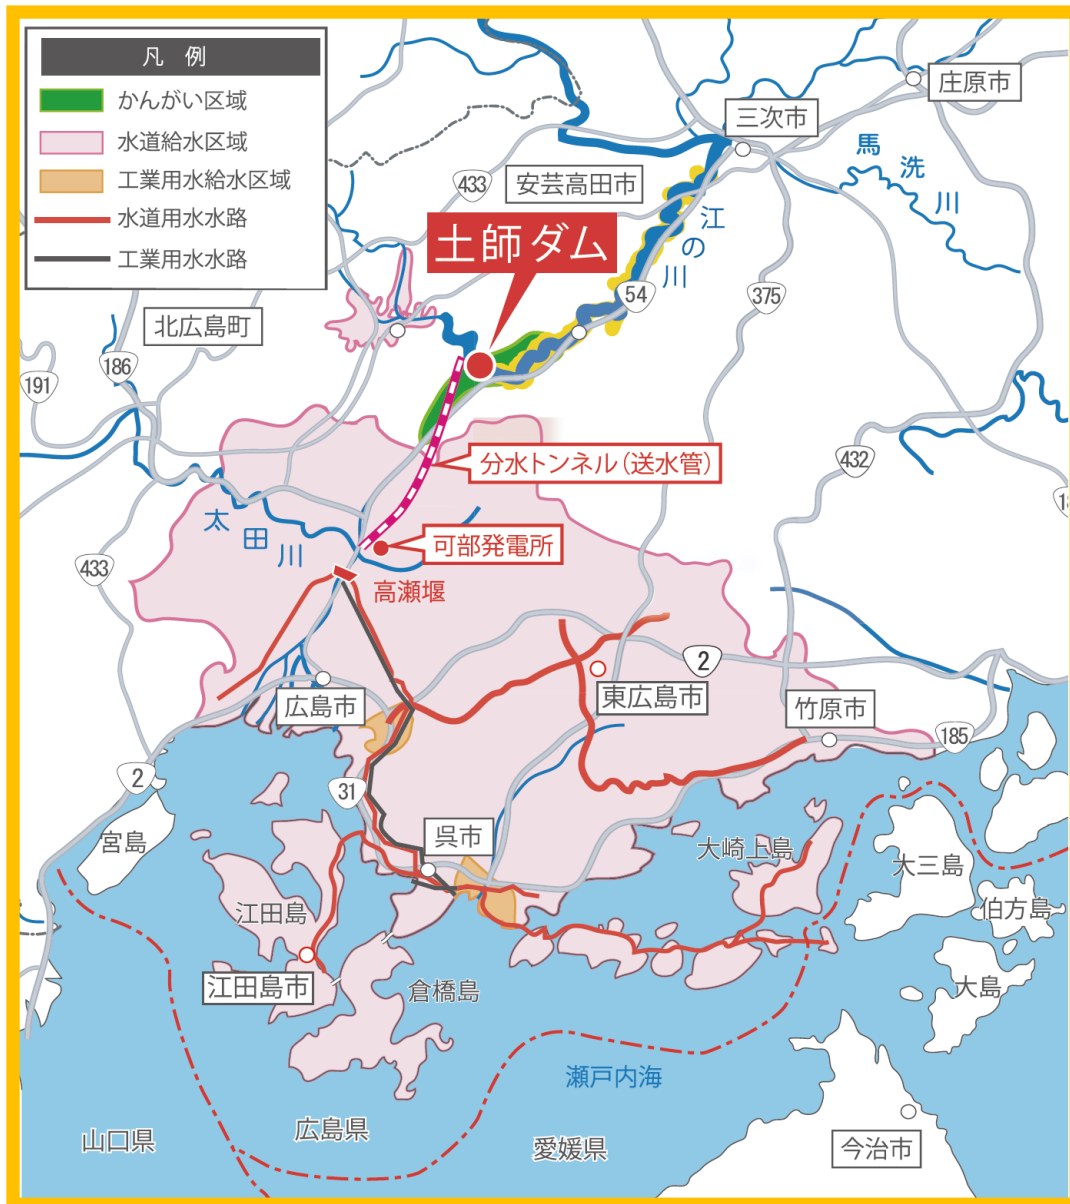 凡 例
かんがい区域
水道給水区域
工業用水給水区域
水道用水水路
工業用水水路
庄原市
三次市
馬洗川
433
安芸高田市
江の川
土師ダム
54
375
北広島町
186
191
分水トンネル(送水管)
432
太田川
可部発電所
433
高瀬堰
2
東広島市
広島市
竹原市
185
2
31
宮島
呉市
大崎上島
大三島
江田島
伯方島
江田島市
倉橋島
大島
瀬戸内海
山口県
広島県
愛媛県
今治市